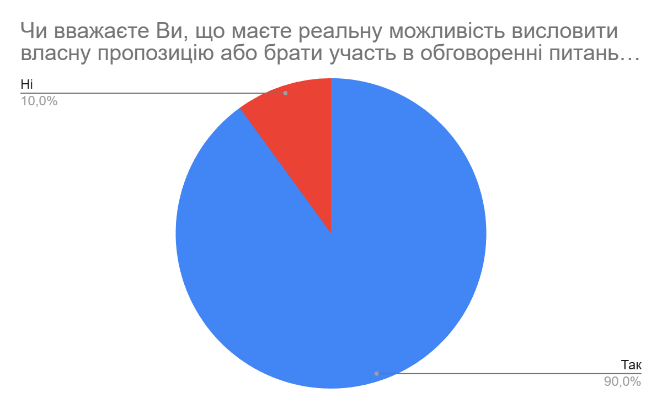 Чи вважаєте Ви, що маєте реальну можливість висловити
власну пропозицію або брати участь в обговоренні питань…
Ні
10,0%
Так
90,0%